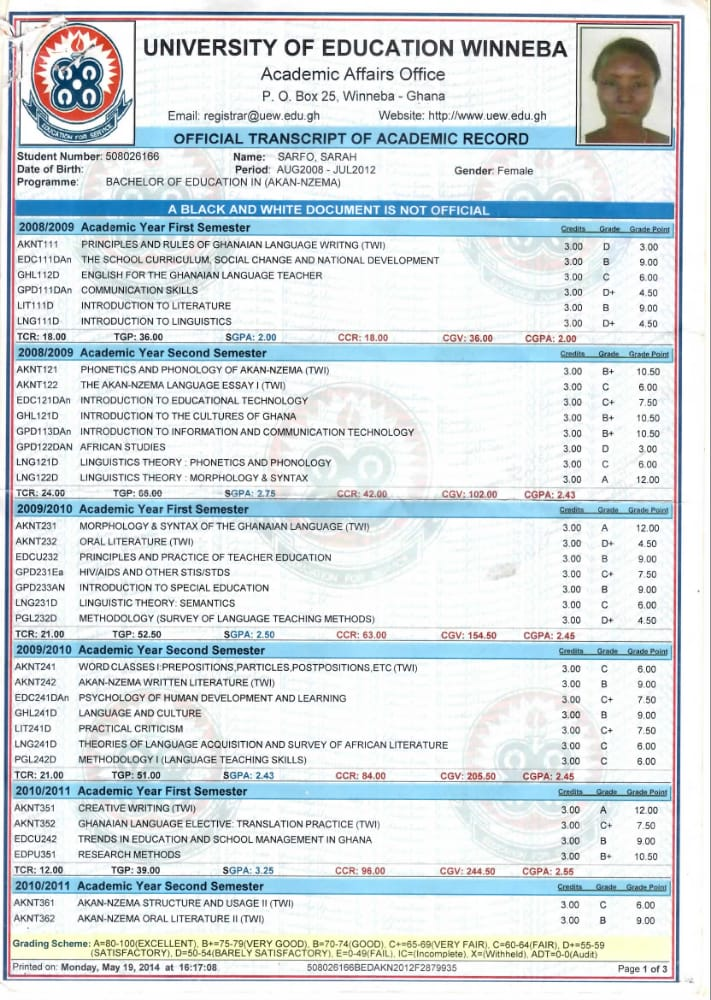 UNIVERSITY OF EDUCATION WINNEBA
Academic Affairs Office
P. O. Box 25, Winneba - Ghana
Email: registrar@uew.edu.gh Website: http://www.uew.edu.gh
EDUCATION FOR SERVICE
OFFICIAL TRANSCRIPT OF ACADEMIC RECORD
Student Number: 508026166 Name: SARFO, SARAH
Date of Birth: Period: AUG2008 - JUL2012 Gender: Female
Programme: BACHELOR OF EDUCATION IN (AKAN-NZEMA)
A BLACK AND WHITE DOCUMENT IS NOT OFFICIAL
2008/2009 Academic Year First Semester Credits Grade Grade Point
AKNT111 PRINCIPLES AND RULES OF GHANAIAN LANGUAGE WRITNG (TWI) 3.00 D 3.00
EDC111DAn THE SCHOOL CURRICULUM, SOCIAL CHANGE AND NATIONAL DEVELOPMENT 3.00 B 9.00
GHL112D ENGLISH FOR THE GHANAIAN LANGUAGE TEACHER 3.00 C 6.00
GPD111DAn COMMUNICATION SKILLS 3.00 D+ 4.50
LIT111D INTRODUCTION TO LITERATURE 3.00 B 9.00
LNG111D INTRODUCTION TO LINGUISTICS 3.00 D+ 4.50
TCR: 18.00 TGP: 36.00 SGPA: 2.00 CCR: 18.00 CGV: 36.00 CGPA: 2.00
2008/2009 Academic Year Second Semester Credits Grade Grade Point
AKNT121 PHONETICS AND PHONOLOGY OF AKAN-NZEMA (TWI) 3.00 B+ 10.50
AKNT122 THE AKAN-NZEMA LANGUAGE ESSAY I (TWI) 3.00 C 6.00
EDC121DAn INTRODUCTION TO EDUCATIONAL TECHNOLOGY 3.00 C+ 7.50
GHL121D INTRODUCTION TO THE CULTURES OF GHANA 3.00 B+ 10.50
GPD113DAn INTRODUCTION TO INFORMATION AND COMMUNICATION TECHNOLOGY 3.00 B+ 10.50
GPD122DAN AFRICAN STUDIES 3.00 D 3.00
LNG121D LINGUISTICS THEORY : PHONETICS AND PHONOLOGY 3.00 C 6.00
LNG122D LINGUISTICS THEORY : MORPHOLOGY & SYNTAX 3.00 A 12.00
TCR: 24.00 TGP: 66.00 SGPA: 2.75 CCR: 42.00 CGV: 102.00 CGPA: 2.43
2009/2010 Academic Year First Semester Credits Grade Grade Point
AKNT231 MORPHOLOGY & SYNTAX OF THE GHANAIAN LANGUAGE (TWI) 3.00 A 12.00
AKNT232 ORAL LITERATURE (TWI) 3.00 D+ 4.50
EDCU232 PRINCIPLES AND PRACTICE OF TEACHER EDUCATION 3.00 B 9.00
GPD231Ea HIV/AIDS AND OTHER STIS/STDS 3.00 C+ 7.50
GPD233AN INTRODUCTION TO SPECIAL EDUCATION 3.00 B 9.00
LNG231D LINGUISTIC THEORY: SEMANTICS 3.00 C 6.00
PGL232D METHODOLOGY (SURVEY OF LANGUAGE TEACHING METHODS) 3.00 D+ 4.50
TCR: 21.00 TGP: 52.50 SGPA: 2.50 CCR: 63.00 CGV: 154.50 CGPA: 2.45
2009/2010 Academic Year Second Semester Credits Grade Grade Point
AKNT241 WORD CLASSES I:PREPOSITIONS,PARTICLES,POSTPOSITIONS,ETC (TWI) 3.00 C 6.00
AKNT242 AKAN-NZEMA WRITTEN LITERATURE (TWI) 3.00 B 9.00
EDC241DAn PSYCHOLOGY OF HUMAN DEVELOPMENT AND LEARNING 3.00 C+ 7.50
GHL241D LANGUAGE AND CULTURE 3.00 B 9.00
LIT241D PRACTICAL CRITICISM 3.00 C+ 7.50
LNG241D THEORIES OF LANGUAGE ACQUISITION AND SURVEY OF AFRICAN LITERATURE 3.00 C 6.00
PGL242D METHODOLOGY I (LANGUAGE TEACHING SKILLS) 3.00 C 6.00
TCR: 21.00 TGP: 51.00 SGPA: 2.43 CCR: 84.00 CGV: 205.50 CGPA: 2.45
2010/2011 Academic Year First Semester Credits Grade Grade Point
AKNT351 CREATIVE WRITING (TWI) 3.00 A 12.00
AKNT352 GHANAIAN LANGUAGE ELECTIVE: TRANSLATION PRACTICE (TWI) 3.00 C+ 7.50
EDCU242 TRENDS IN EDUCATION AND SCHOOL MANAGEMENT IN GHANA 3.00 B 9.00
EDPU351 RESEARCH METHODS 3.00 B+ 10.50
TCR: 12.00 TGP: 39.00 SGPA: 3.25 CCR: 96.00 CGV: 244.50 CGPA: 2.55
2010/2011 Academic Year Second Semester Credits Grade Grade Point
AKNT361 AKAN-NZEMA STRUCTURE AND USAGE II (TWI) 3.00 C 6.00
AKNT362 AKAN-NZEMA ORAL LITERATURE II (TWI) 3.00 B 9.00
Grading Scheme: A=80-100(EXCELLENT), B+=75-79(VERY GOOD), B=70-74(GOOD), C+=65-69(VERY FAIR), C=60-64(FAIR), D+=55-59
(SATISFACTORY), D=50-54(BARELY SATISFACTORY), E=0-49(FAIL), IC=(Incomplete), X=(Withheld), ADT=0-0(Audit)
Printed on: Monday, May 19, 2014 at 16:17:08 508026166BEDAKN2012F2879935 Page 1 of 3